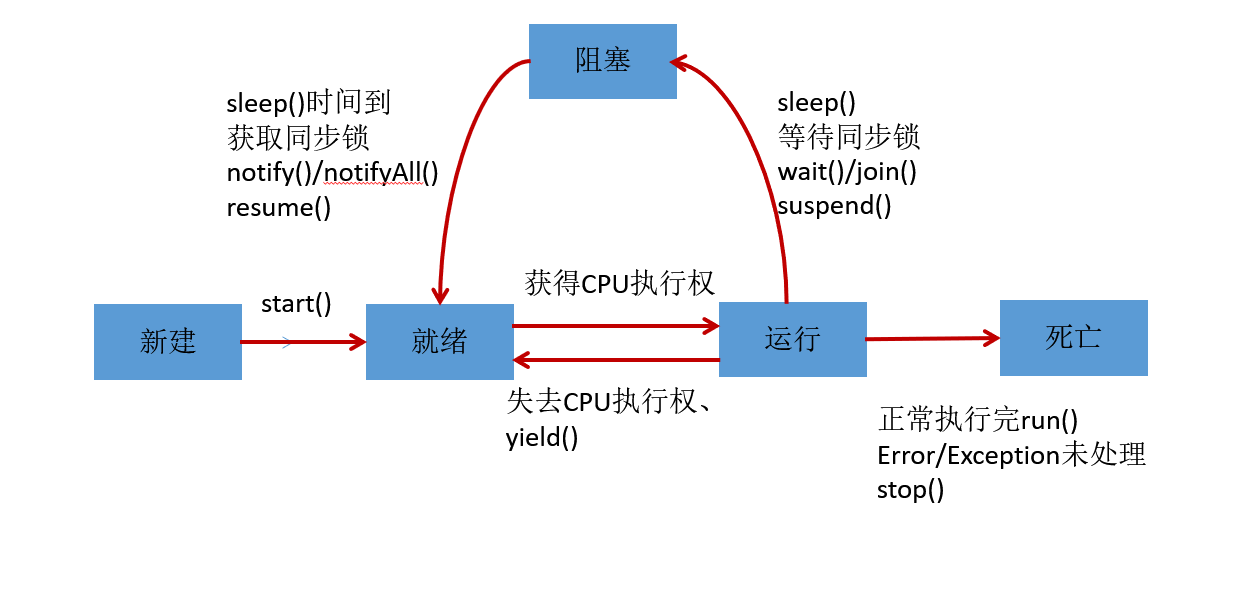 阻塞
sleep()时间到
获取同步锁
notify()/notifyAll()
resume()
sleep()
等待同步锁
wait()/join()
suspend()
start()
获得CPU执行权
新建
就绪
运行
死亡
失去CPU执行权、
yield()
正常执行完run()
Error/Exception未处理
stop()